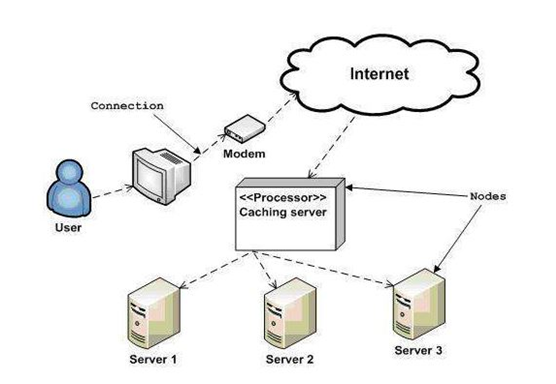 Internet
Connection
Modem
<<Processor>>
Caching server
Nodes
User
Server 1
Server 2
Server 3